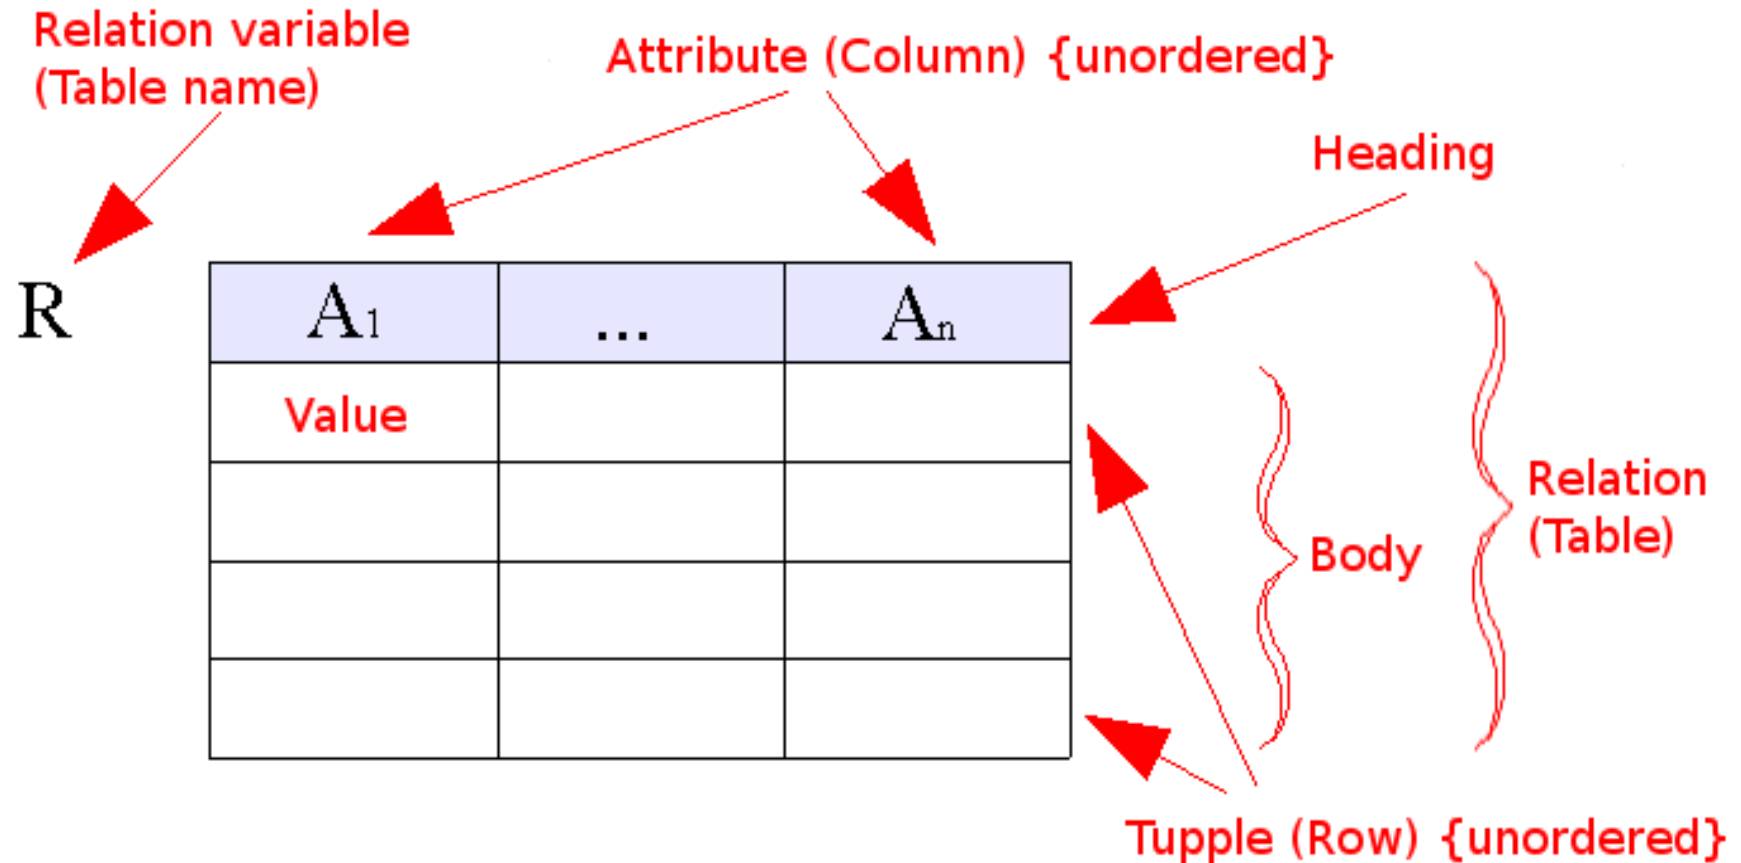 Relation variable
(Table name)
Attribute (Column) {unordered}
Heading
R
A1
...
An
Value
Relation
(Table)
Body
Tupple (Row) {unordered}